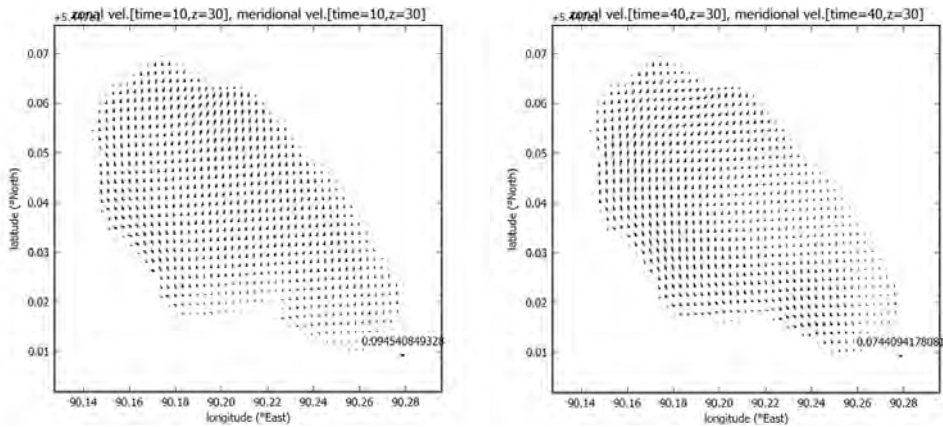 zonal vel.[time=10,z=30], meridional vel.[time=10,z=30]
0.07
0.06
0.05
0.04
0.03
0.02
0.01
latitude (°North)
0.094540849328
90.14 90.16 90.18 90.20 90.22 90.24 90.26 90.28
longitude (°East)
zonal vel.[time=40,z=30], meridional vel.[time=40,z=30]
0.07
0.06
0.05
0.04
0.03
0.02
0.01
latitude (°North)
90.14 90.16 90.18 90.20 90.22 90.24 90.26 90.28
longitude (°East)